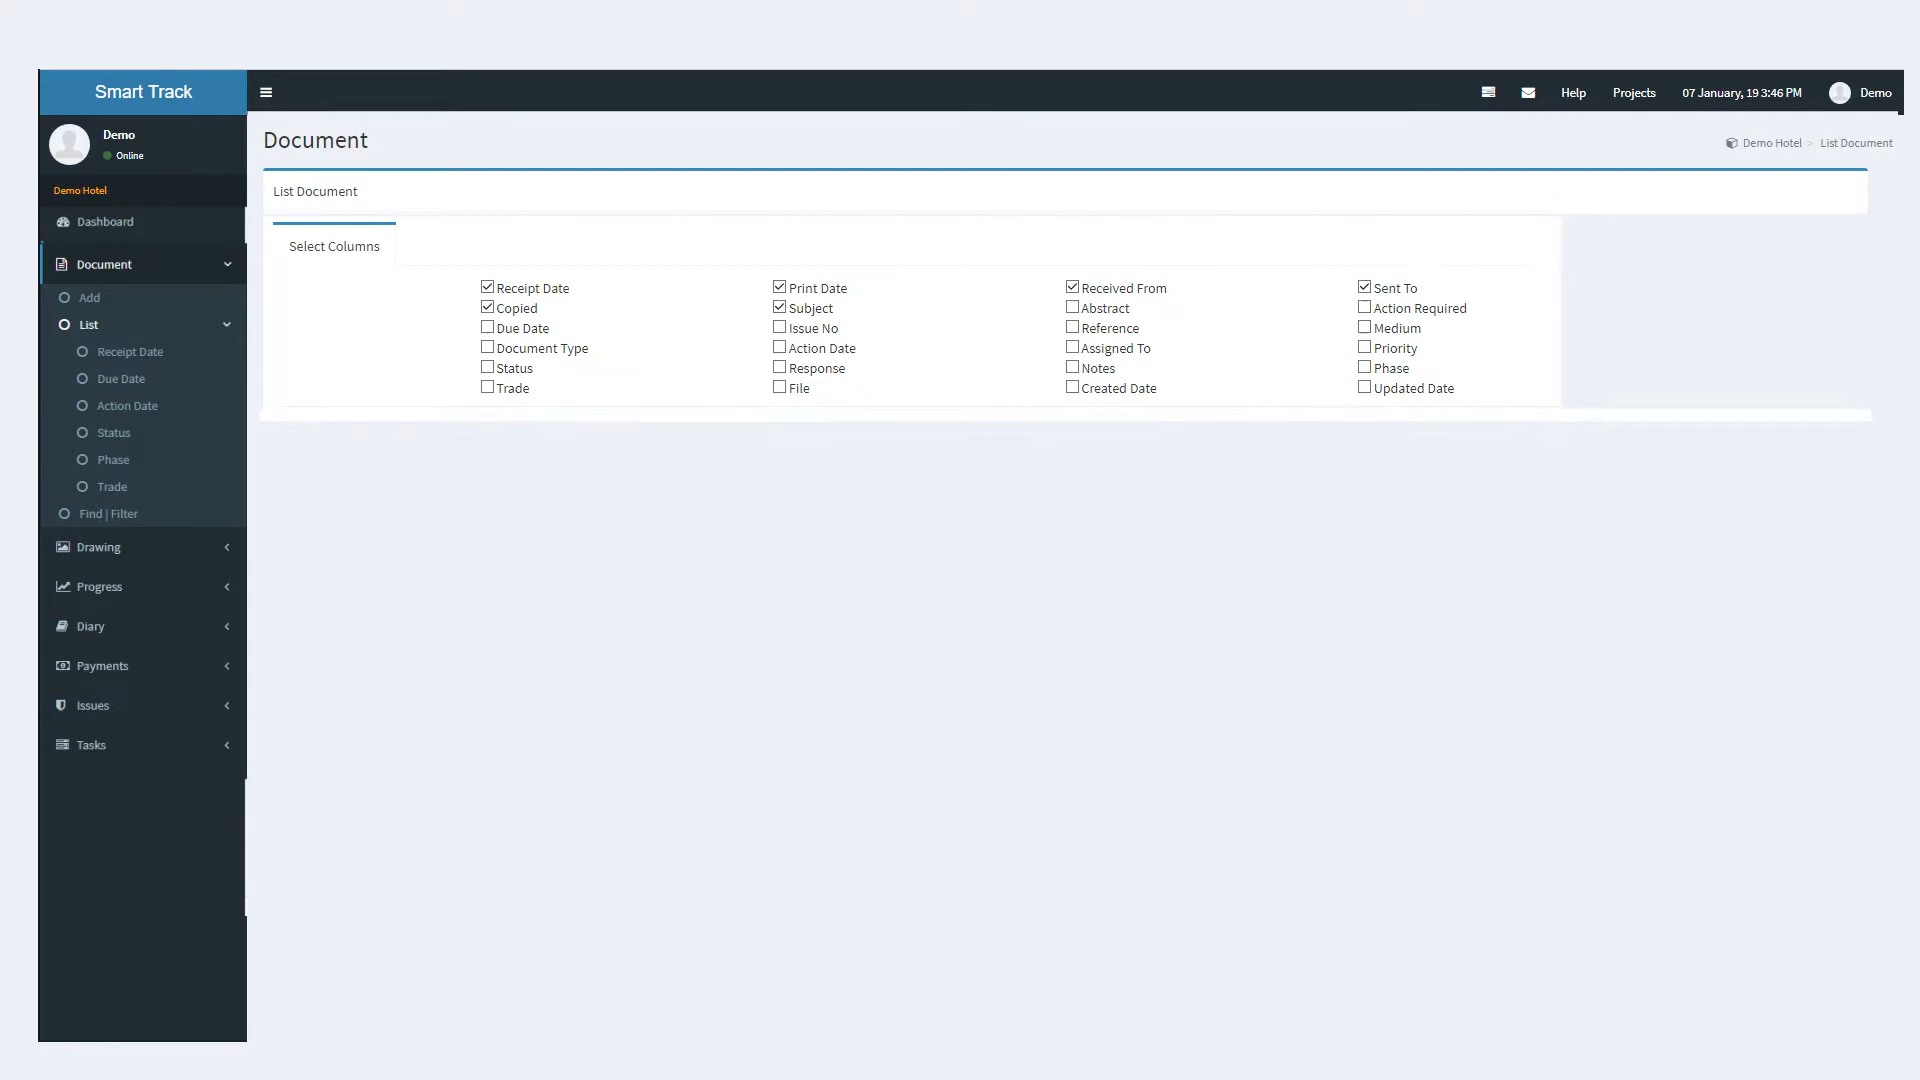 Smart Track
Help
Projects
07 January, 19 3:46 PM
Demo
Demo
Online
Demo Hotel
Dashboard
Document
Add
List
Receipt Date
Due Date
Action Date
Status
Phase
Trade
Find | Filter
Drawing
Progress
Diary
Payments
Issues
Tasks
Document
Demo Hotel > List Document
List Document
Select Columns
Receipt Date Print Date Received From Sent To
Copied Subject Abstract Action Required
Due Date Issue No Reference Medium
Document Type Action Date Assigned To Priority
Status Response Notes Phase
Trade File Created Date Updated Date